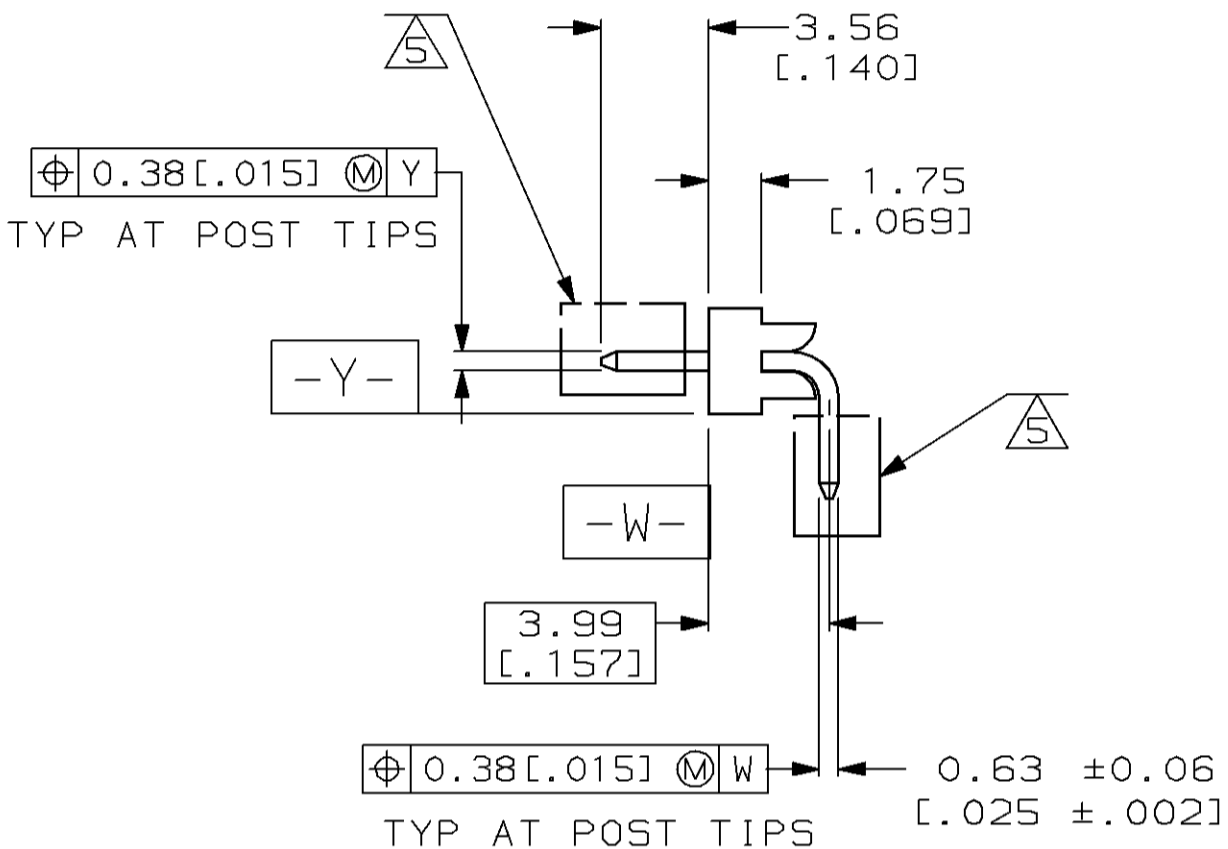 5
3.56
[.140]
⌖ 0.38[.015] Ⓜ Y
TYP AT POST TIPS
1.75
[.069]
-Y-
5
-W-
3.99
[.157]
⌖ 0.38[.015] Ⓜ W
TYP AT POST TIPS
0.63 ±0.06
[.025 ±.002]